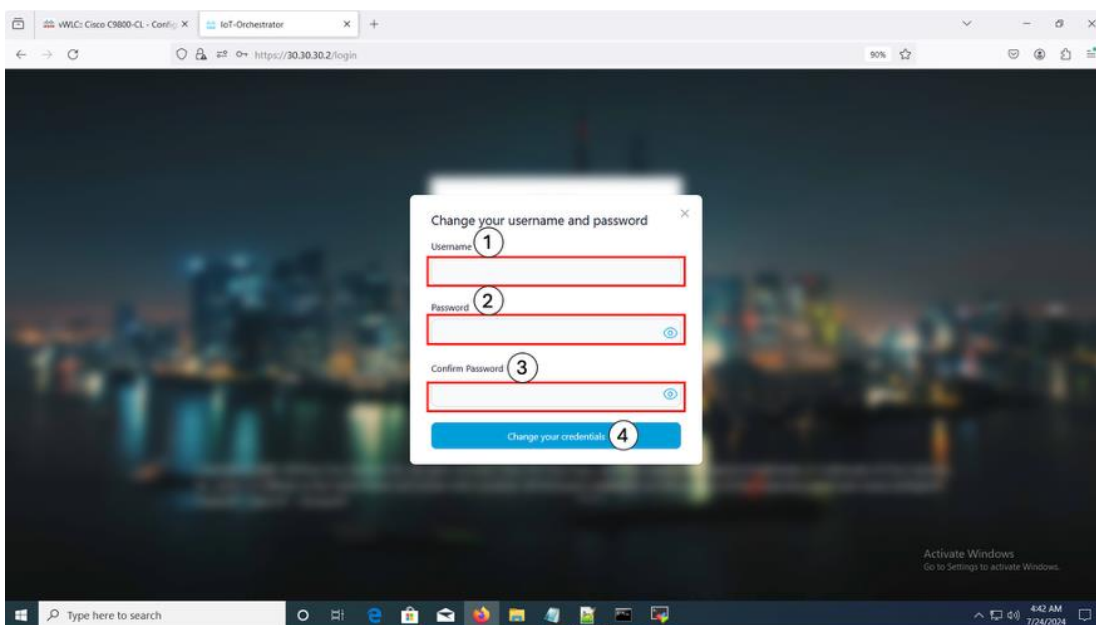 vWLC: Cisco C9800-CL - Config
IoT-Orchestrator
https://30.30.30.2/login
90%
Change your username and password
Username 1
Password 2
Confirm Password 3
Change your credentials 4
Activate Windows
Go to Settings to activate Windows.
Type here to search
4:42 AM
7/24/2024